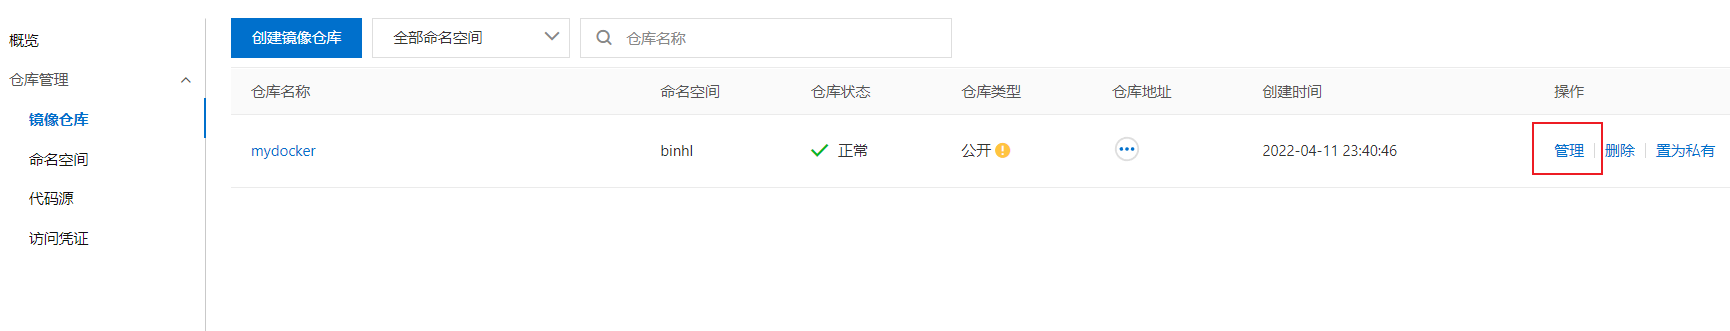 概览
仓库管理
镜像仓库
命名空间
代码源
访问凭证
创建镜像仓库 全部命名空间 仓库名称
仓库名称 命名空间 仓库状态 仓库类型 仓库地址 创建时间 操作
mydocker binhl 正常 公开 2022-04-11 23:40:46 管理 删除 置为私有